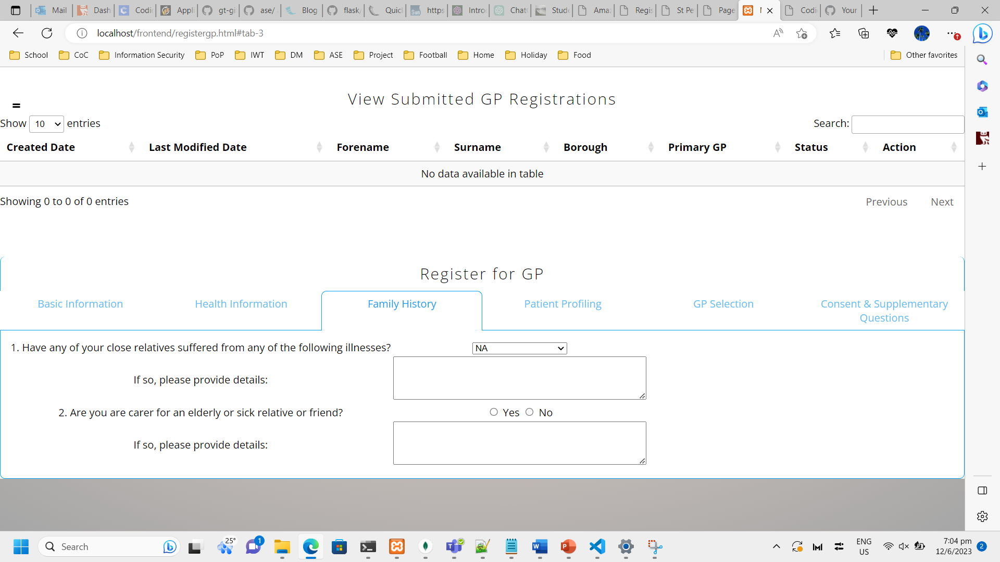 Mail
Dash
Codi
Appli
gt-gi
ase/
Blog
flask/
Quic
https
Intro
Chat
Stude
Amaz
Regis
St Pe
Page
Codi
Your
localhost/frontend/registergp.html#tab-3
School CoC Information Security PoP IWT DM ASE Project Football Home Holiday Food Other favorites
View Submitted GP Registrations
Show 10 entries Search:
Created Date Last Modified Date Forename Surname Borough Primary GP Status Action
No data available in table
Showing 0 to 0 of 0 entries Previous Next
Register for GP
Basic Information Health Information Family History Patient Profiling GP Selection Consent & Supplementary
Questions
1. Have any of your close relatives suffered from any of the following illnesses? NA
If so, please provide details:
2. Are you are carer for an elderly or sick relative or friend? Yes No
If so, please provide details:
Search
25°
1
ENG
US
7:04 pm
12/6/2023
2